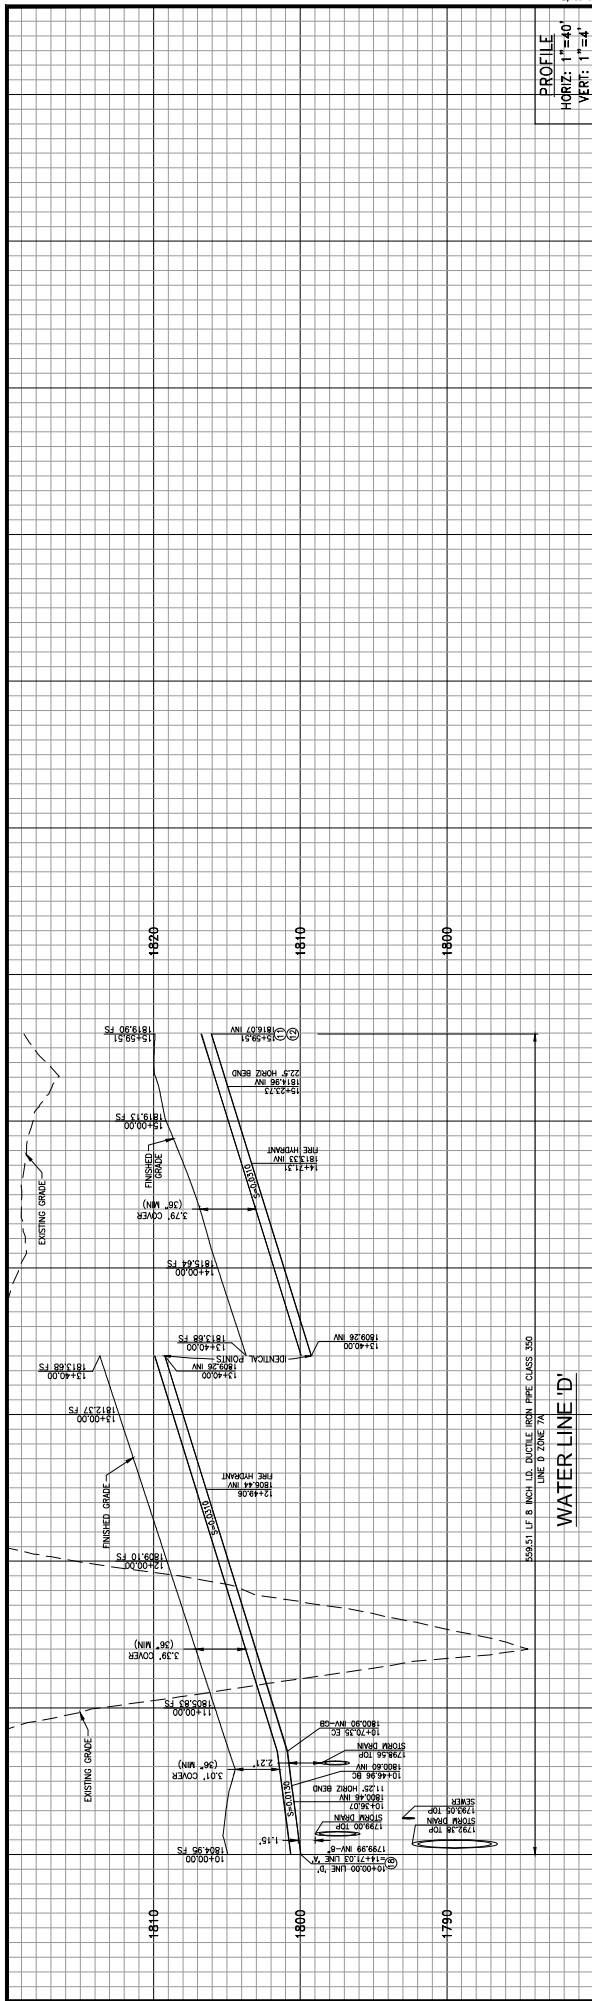 PROFILE
HORIZ: 1"=40'
VERT: 1"=4'
1810
1800
1790
1820
1810
1800
10+00.00
1804.95 FS
3.01' COVER
(36" MIN)
EXISTING GRADE
11+00.00
1805.83 FS
3.39' COVER
(36" MIN)
12+00.00
1809.10 FS
FINISHED GRADE
13+00.00
1812.37 FS
13+40.00
1813.68 FS
13+40.00
1809.26 INV
IDENTICAL POINTS
13+40.00
1813.68 FS
13+40.00
1809.26 INV
14+00.00
1815.64 FS
3.79' COVER
(36" MIN)
FINISHED
GRADE
EXISTING GRADE
15+00.00
1819.13 FS
15+59.51
1819.90 FS
10+00.00 LINE 'D'
=14+71.03 LINE 'A'
1799.99 INV-8"
18
1.15'
1799.00 TOP
STORM DRAIN
S=0.0130
10+36.07
1800.46 INV
11.25° HORIZ BEND
10+46.96 BC
1800.60 INV
2.21'
1798.56 TOP
STORM DRAIN
10+70.35 EC
1800.90 INV-GB
1792.38 TOP
STORM DRAIN
1793.05 TOP
SEWER
S=0.0310
12+49.06
1806.44 INV
FIRE HYDRANT
S=0.0310
14+71.31
1813.33 INV
FIRE HYDRANT
15+23.73
1814.96 INV
22.5° HORIZ BEND
15+59.51
1816.07 INV
11
12
559.51 LF 8 INCH I.D. DUCTILE IRON PIPE CLASS 350
LINE D ZONE 7A
WATER LINE 'D'